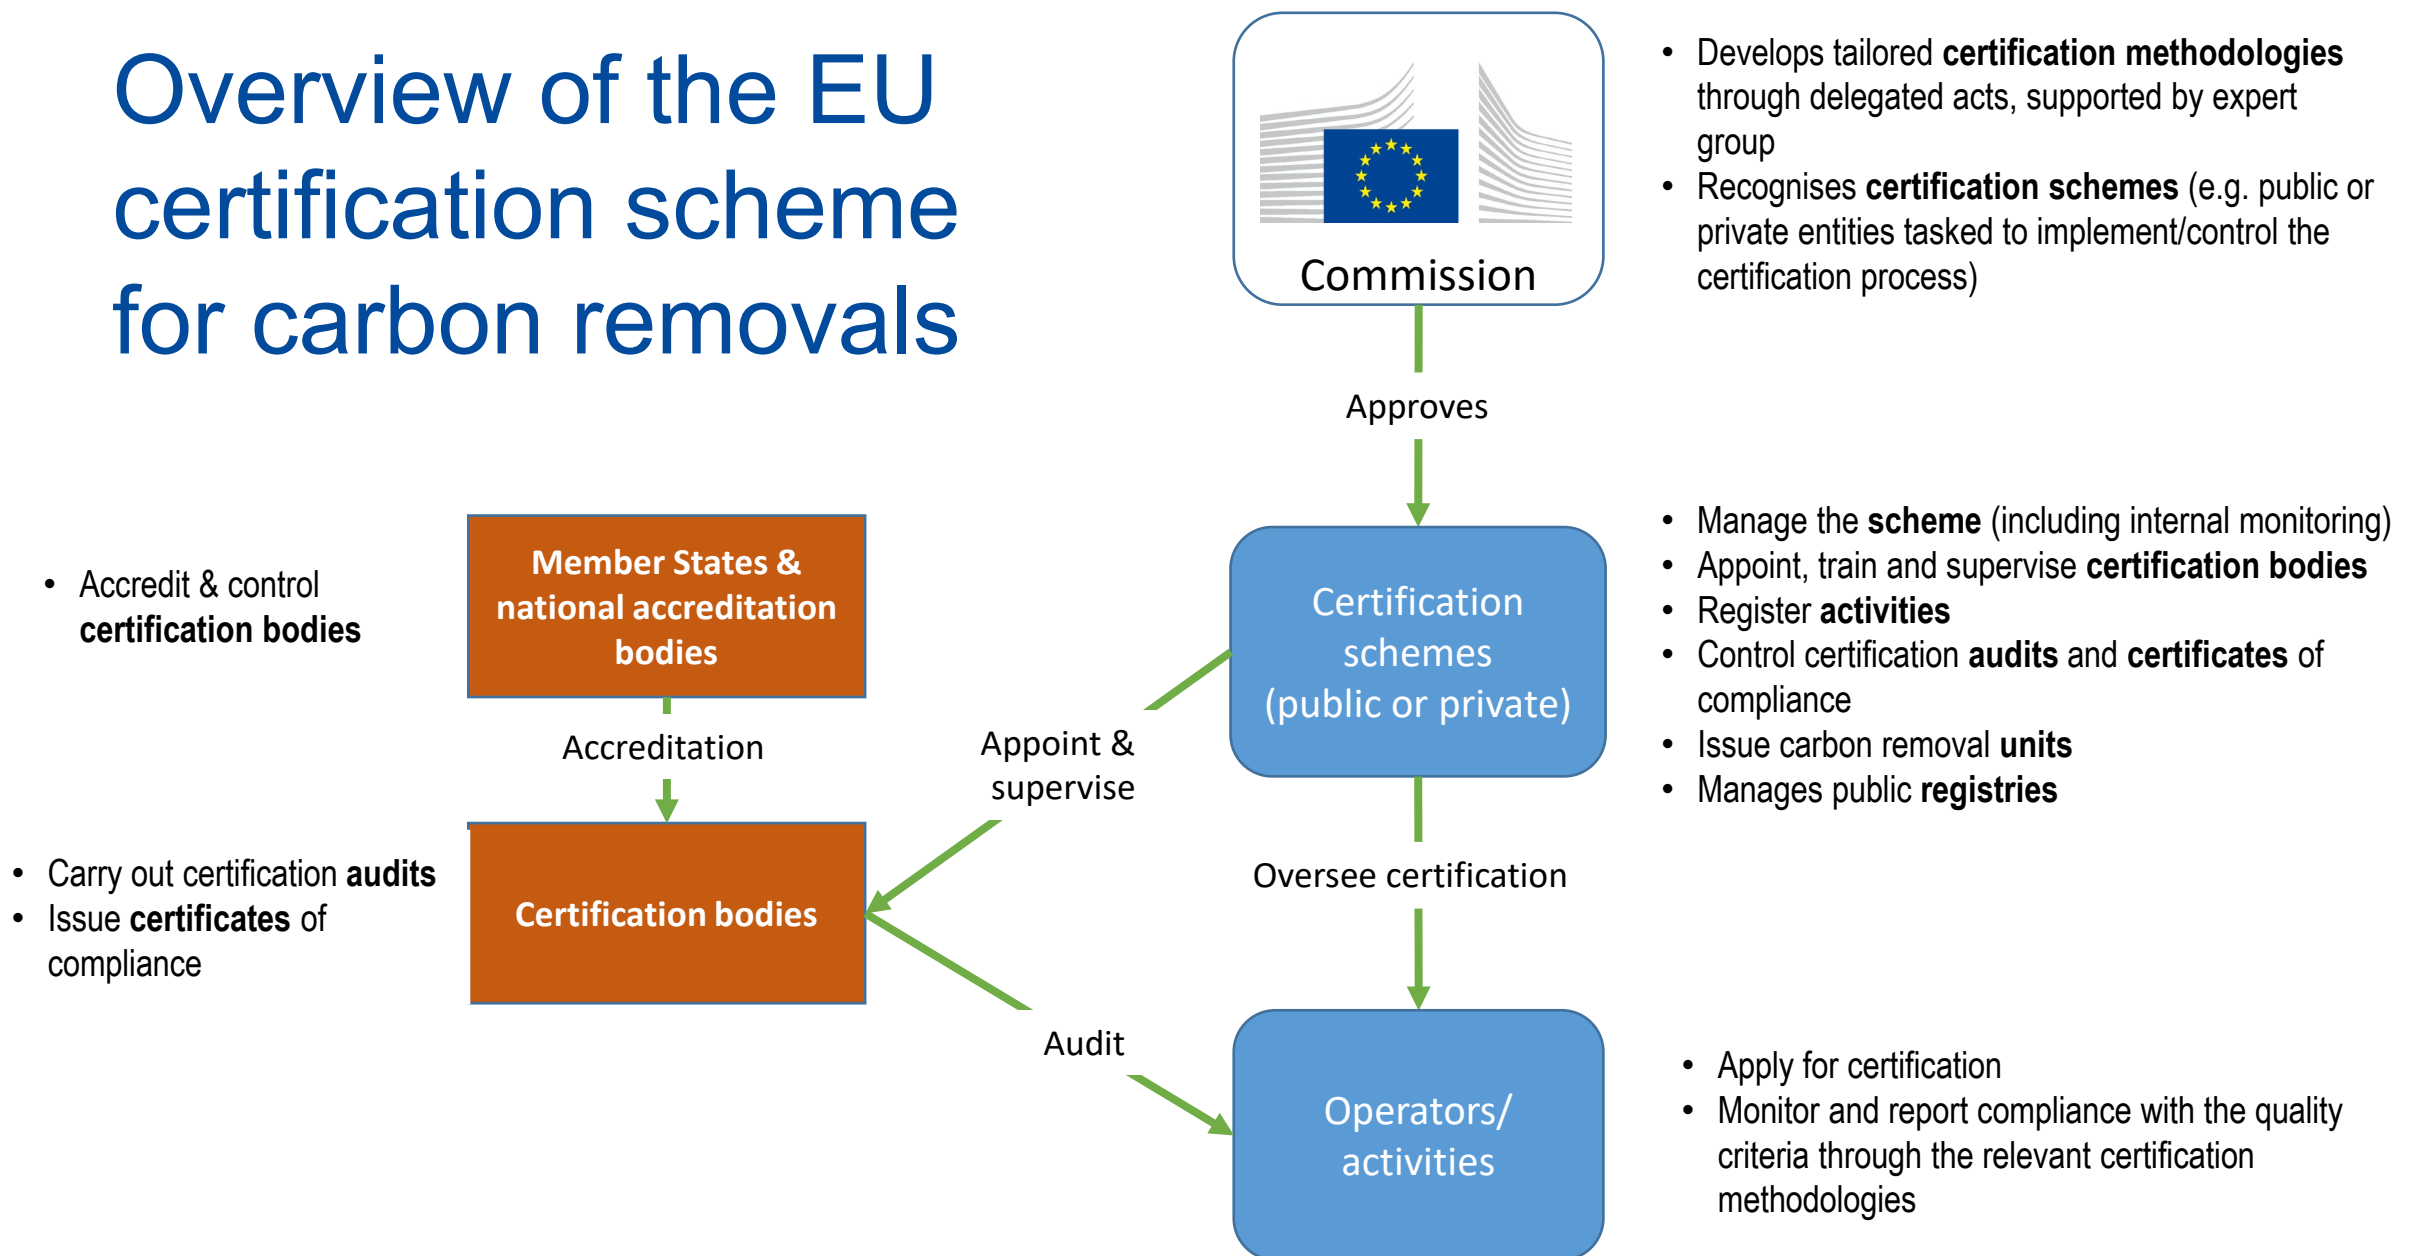 Overview of the EU
certification scheme
for carbon removals
Commission
• Develops tailored certification methodologies
through delegated acts, supported by expert
group
• Recognises certification schemes (e.g. public or
private entities tasked to implement/control the
certification process)
Approves
• Accredit & control
certification bodies
Member States &
national accreditation
bodies
Certification
schemes
(public or private)
• Manage the scheme (including internal monitoring)
• Appoint, train and supervise certification bodies
• Register activities
• Control certification audits and certificates of
compliance
• Issue carbon removal units
• Manages public registries
Accreditation
Appoint &
supervise
• Carry out certification audits
• Issue certificates of
compliance
Certification bodies
Oversee certification
Audit
Operators/
activities
• Apply for certification
• Monitor and report compliance with the quality
criteria through the relevant certification
methodologies